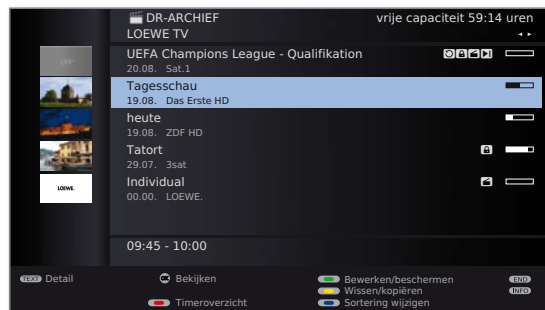 DR-ARCHIEF vrije capaciteit 59:14 uren
LOEWE TV
UEFA Champions League - Qualifikation
20.08. Sat.1
Tagesschau
19.08. Das Erste HD
heute
19.08. ZDF HD
Tatort
29.07. 3sat
Individual
00.00. LOEWE.
LOEWE.
09:45 - 10:00
TEXT Detail
OK Bekijken
Bewerken/beschermen END
Wissen/kopiëren INFO
Timeroverzicht Sortering wijzigen